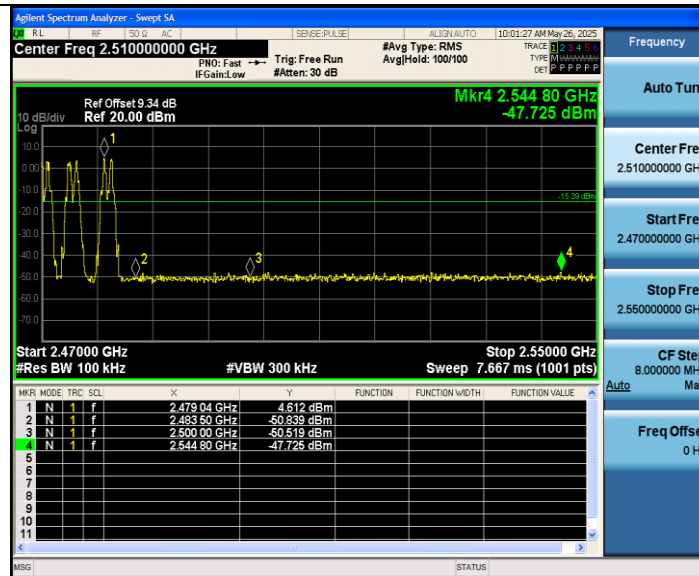 Agilent Spectrum Analyzer - Swept SA
RL RF 50 Ω AC SENSE:PULSE ALIGN AUTO 10:01:27 AM May 26, 2025
Center Freq 2.510000000 GHz #Avg Type: RMS TRACE 1 2 3 4 5 6
PNO: Fast Trig: Free Run Avg|Hold: 100/100 TYPE M
IFGain:Low #Atten: 30 dB DET P P P P P P
Mkr4 2.544 80 GHz
Ref Offset 9.34 dB
10 dB/div Ref 20.00 dBm -47.725 dBm
Log
10.0
0.00
-10.0
-20.0
-30.0
-40.0
-50.0
-60.0
-70.0
1
2
3
4
-15.39 dBm
Start 2.47000 GHz Stop 2.55000 GHz
#Res BW 100 kHz #VBW 300 kHz Sweep 7.667 ms (1001 pts)
MKR MODE TRC SCL X Y FUNCTION FUNCTION WIDTH FUNCTION VALUE
1 N 1 f 2.479 04 GHz 4.612 dBm
2 N 1 f 2.483 50 GHz -50.839 dBm
3 N 1 f 2.500 00 GHz -50.519 dBm
4 N 1 f 2.544 80 GHz -47.725 dBm
5
6
7
8
9
10
11
MSG STATUS
Frequency
Auto Tun
Center Fre
2.510000000 GH
Start Fre
2.470000000 GH
Stop Fre
2.550000000 GH
CF Ste
8.000000 MH
Auto Ma
Freq Offse
0 H